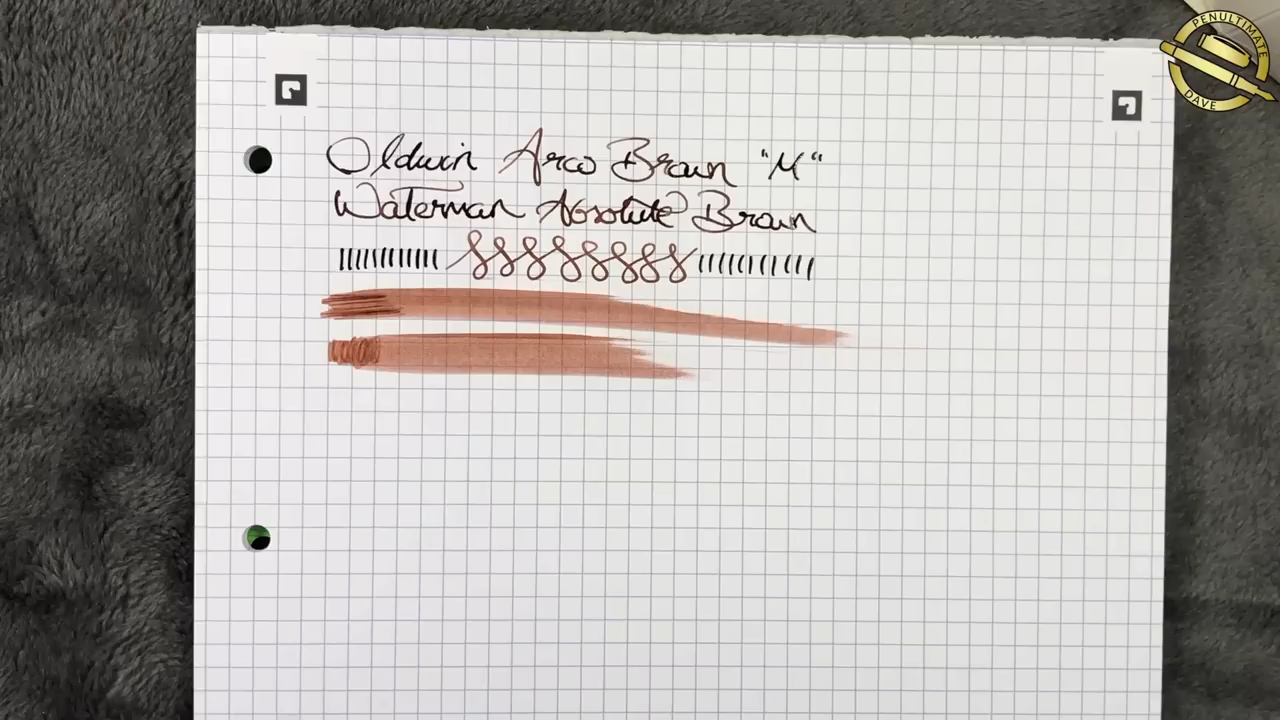 Oldwin Arco Brown "M"
Waterman Absolute Brown
PENULTIMATE
DAVE